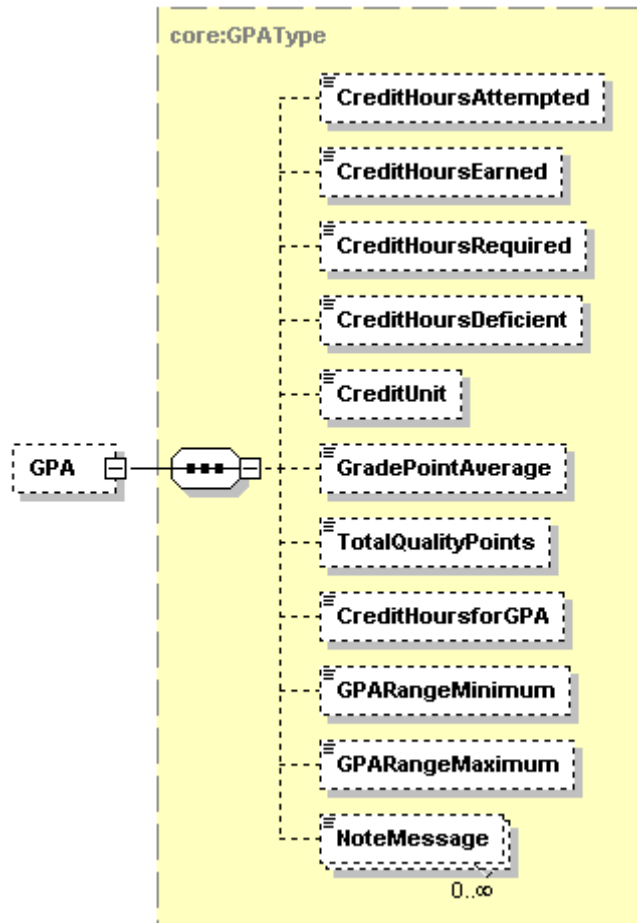 core:GPAType
CreditHoursAttempted
CreditHoursEarned
CreditHoursRequired
CreditHoursDeficient
CreditUnit
GPA
GradePointAverage
TotalQualityPoints
CreditHoursforGPA
GPARangeMinimum
GPARangeMaximum
NoteMessage
0..∞